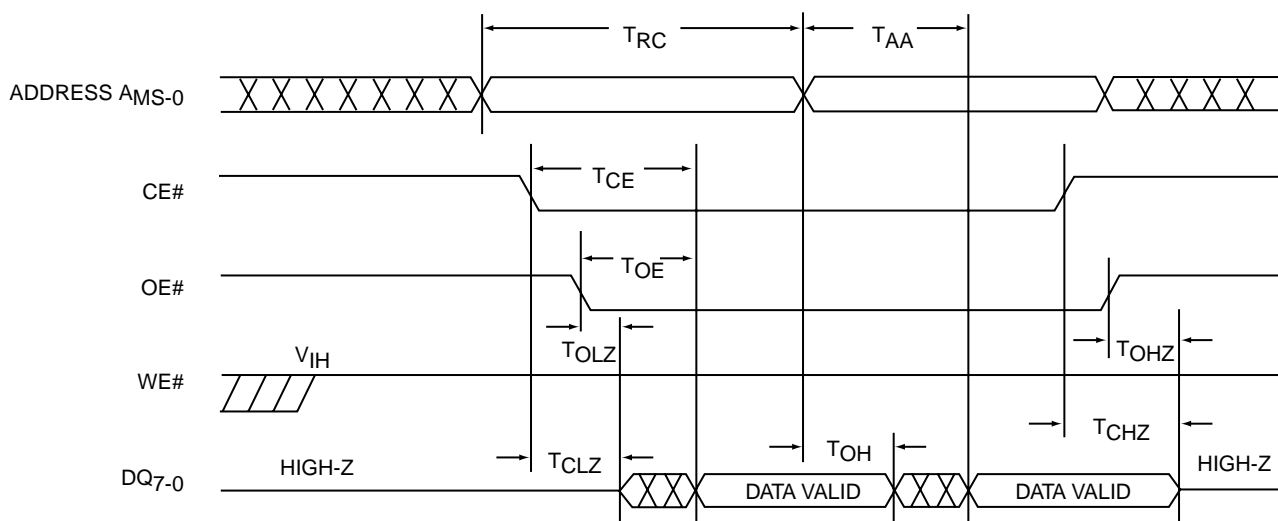 TRC TAA
ADDRESS AMS-0
TCE
CE#
TOE
OE#
TOLZ TOHZ
VIH
WE#
TCHZ
HIGH-Z TCLZ TOH HIGH-Z
DQ7-0 DATA VALID DATA VALID